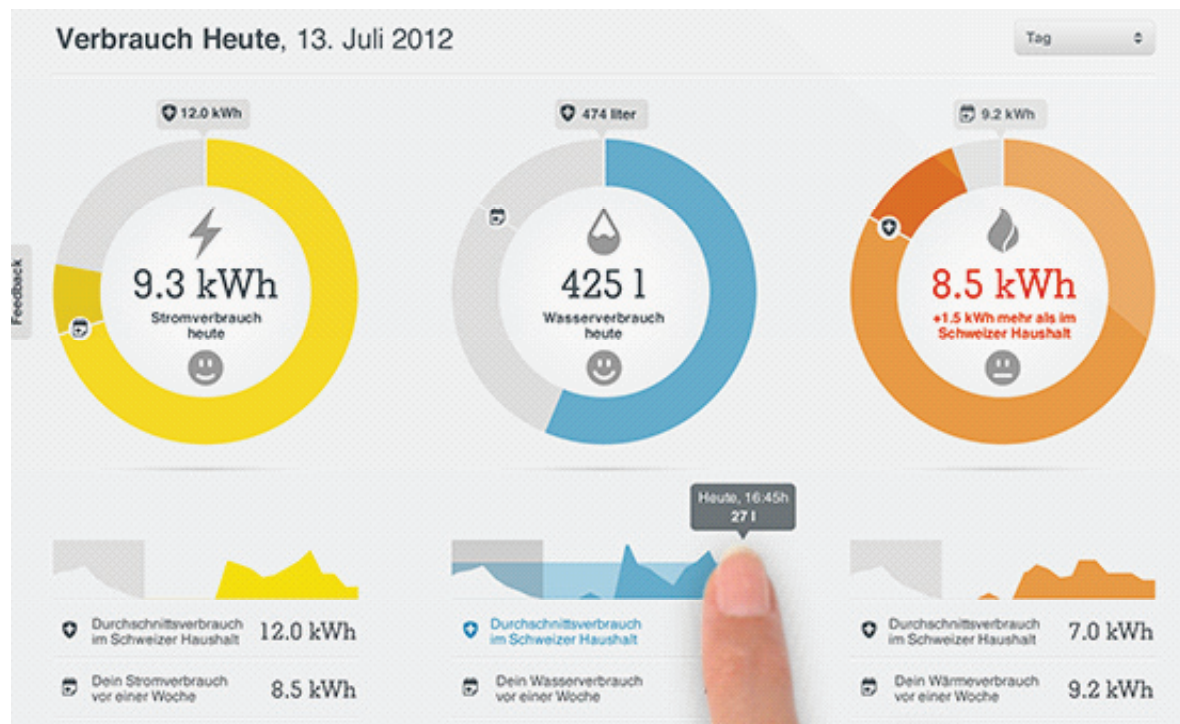 Verbrauch Heute, 13. Juli 2012
Tag
12.0 kWh
474 liter
9.2 kWh
Feedback
9.3 kWh
Stromverbrauch
heute
425 l
Wasserverbrauch
heute
8.5 kWh
+1.5 kWh mehr als im
Schweizer Haushalt
Heute, 16:45h
27 l
Durchschnittsverbrauch
im Schweizer Haushalt
12.0 kWh
Durchschnittsverbrauch
im Schweizer Haushalt
Durchschnittsverbrauch
im Schweizer Haushalt
7.0 kWh
Dein Stromverbrauch
vor einer Woche
8.5 kWh
Dein Wasserverbrauch
vor einer Woche
Dein Wärmeverbrauch
vor einer Woche
9.2 kWh